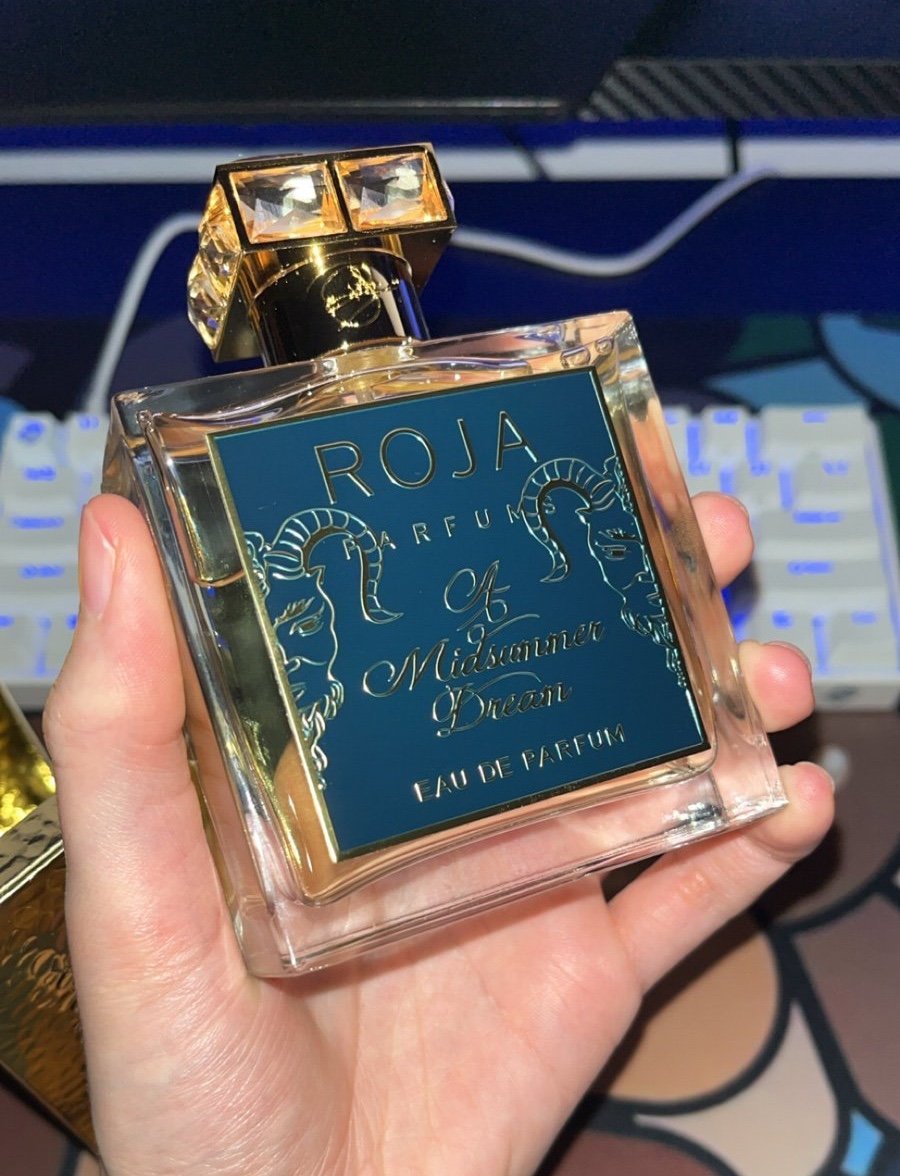 ROJA
PARFUMS
A
Midsummer
Dream
EAU DE PARFUM